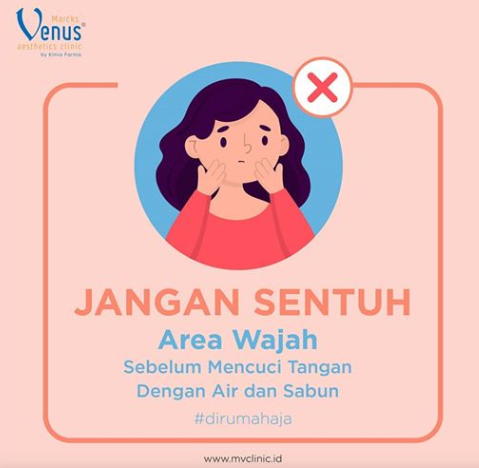 Marcks
Venus®
aesthetics clinic
by Kimia Farma
JANGAN SENTUH
Area Wajah
Sebelum Mencuci Tangan
Dengan Air dan Sabun
#dirumahaja
www.mvclinic.id